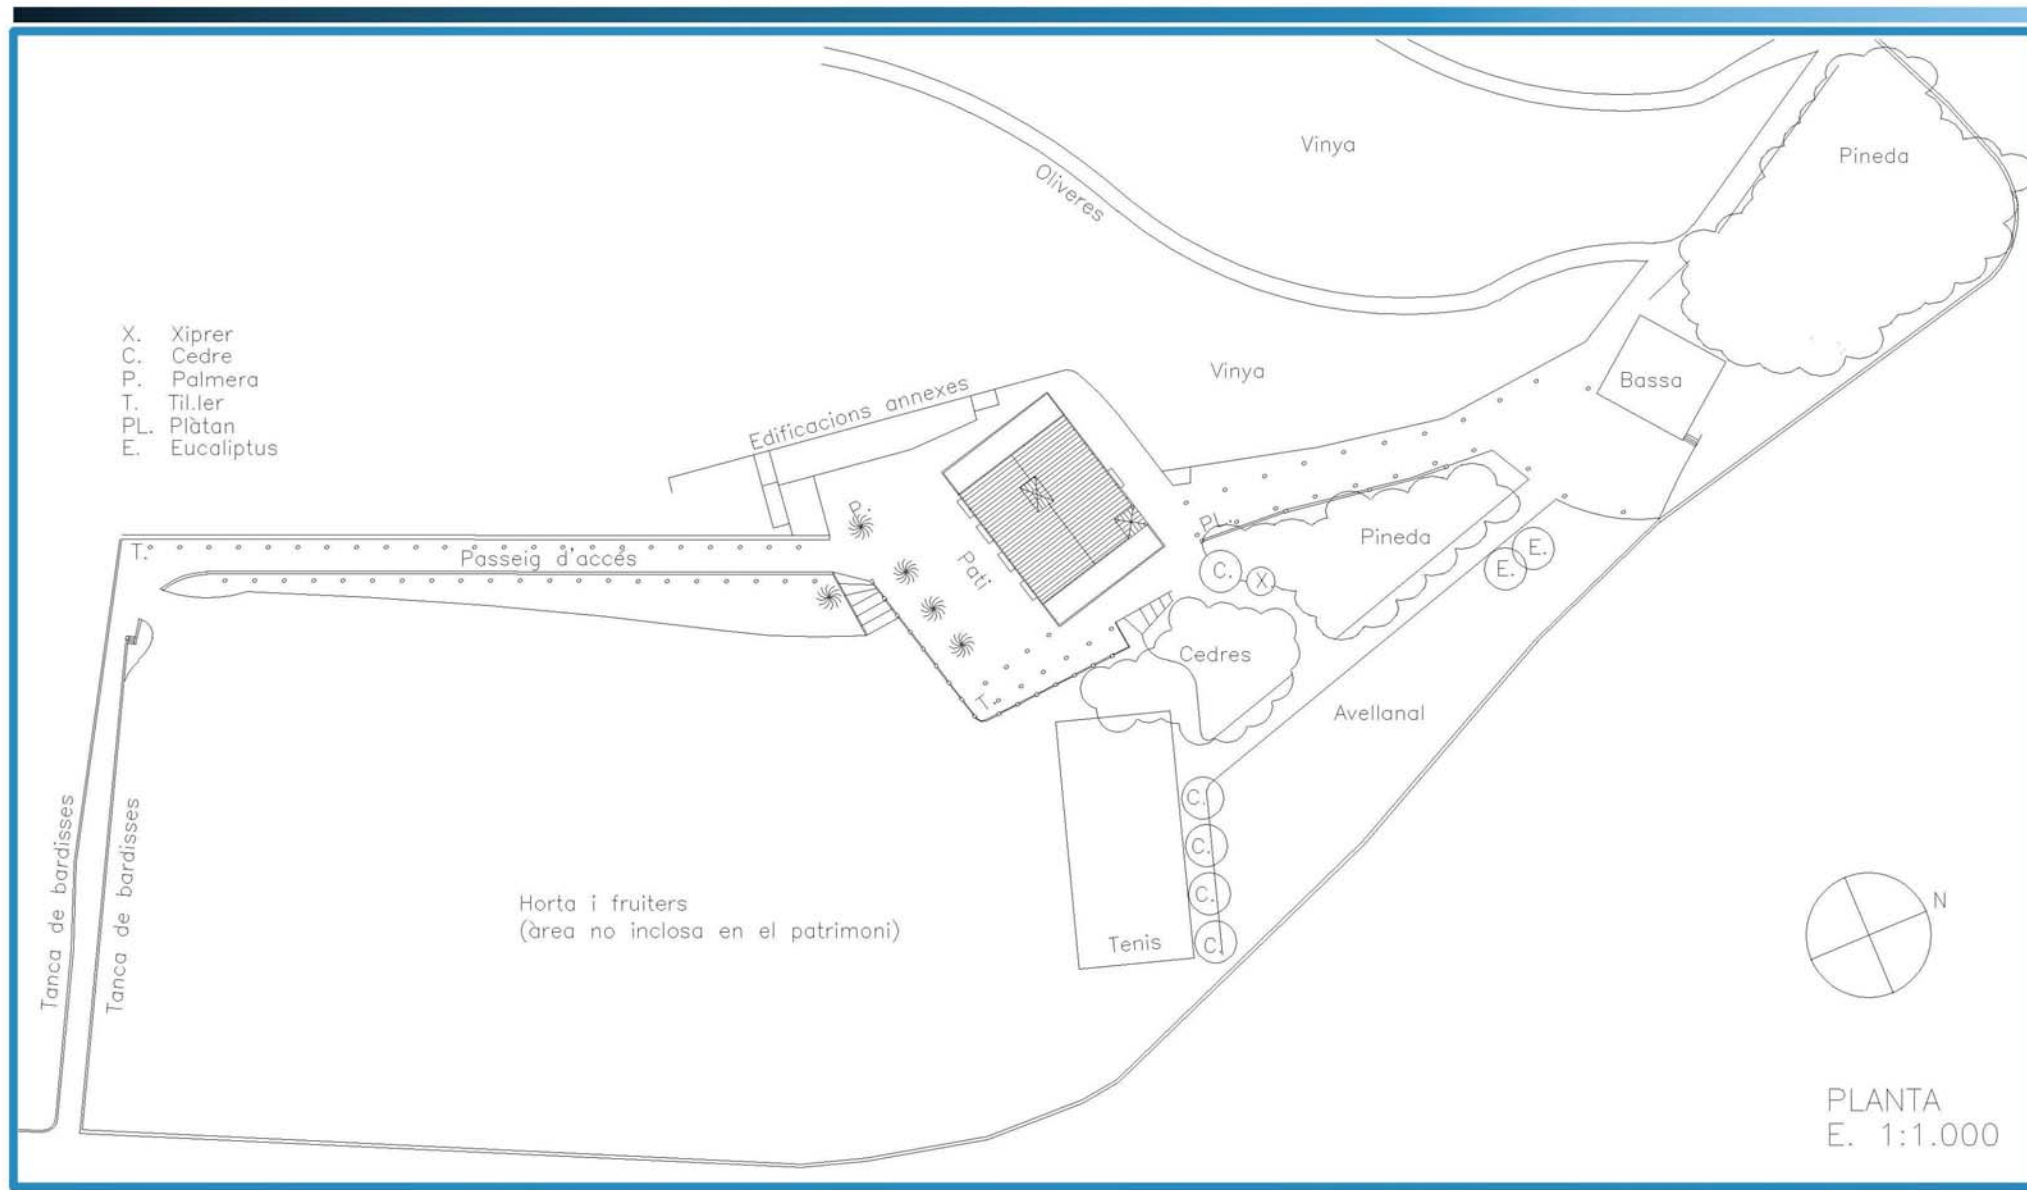 Vinya
Pineda
Oliveres
X. Xiprer
C. Cedre
P. Palmera
T. Til.ler
PL. Plàtan
E. Eucaliptus
Vinya
Bassa
Edificacions annexes
P.
PL.
Pineda
T.
Passeig d'accés
Pati
C.
X
E.
E.
Cedres
T.
Avellanal
Tanca de bardisses
Tanca de bardisses
C.
C.
C.
C.
Horta i fruiters
(àrea no inclosa en el patrimoni)
Tenis
N
PLANTA
E. 1:1.000